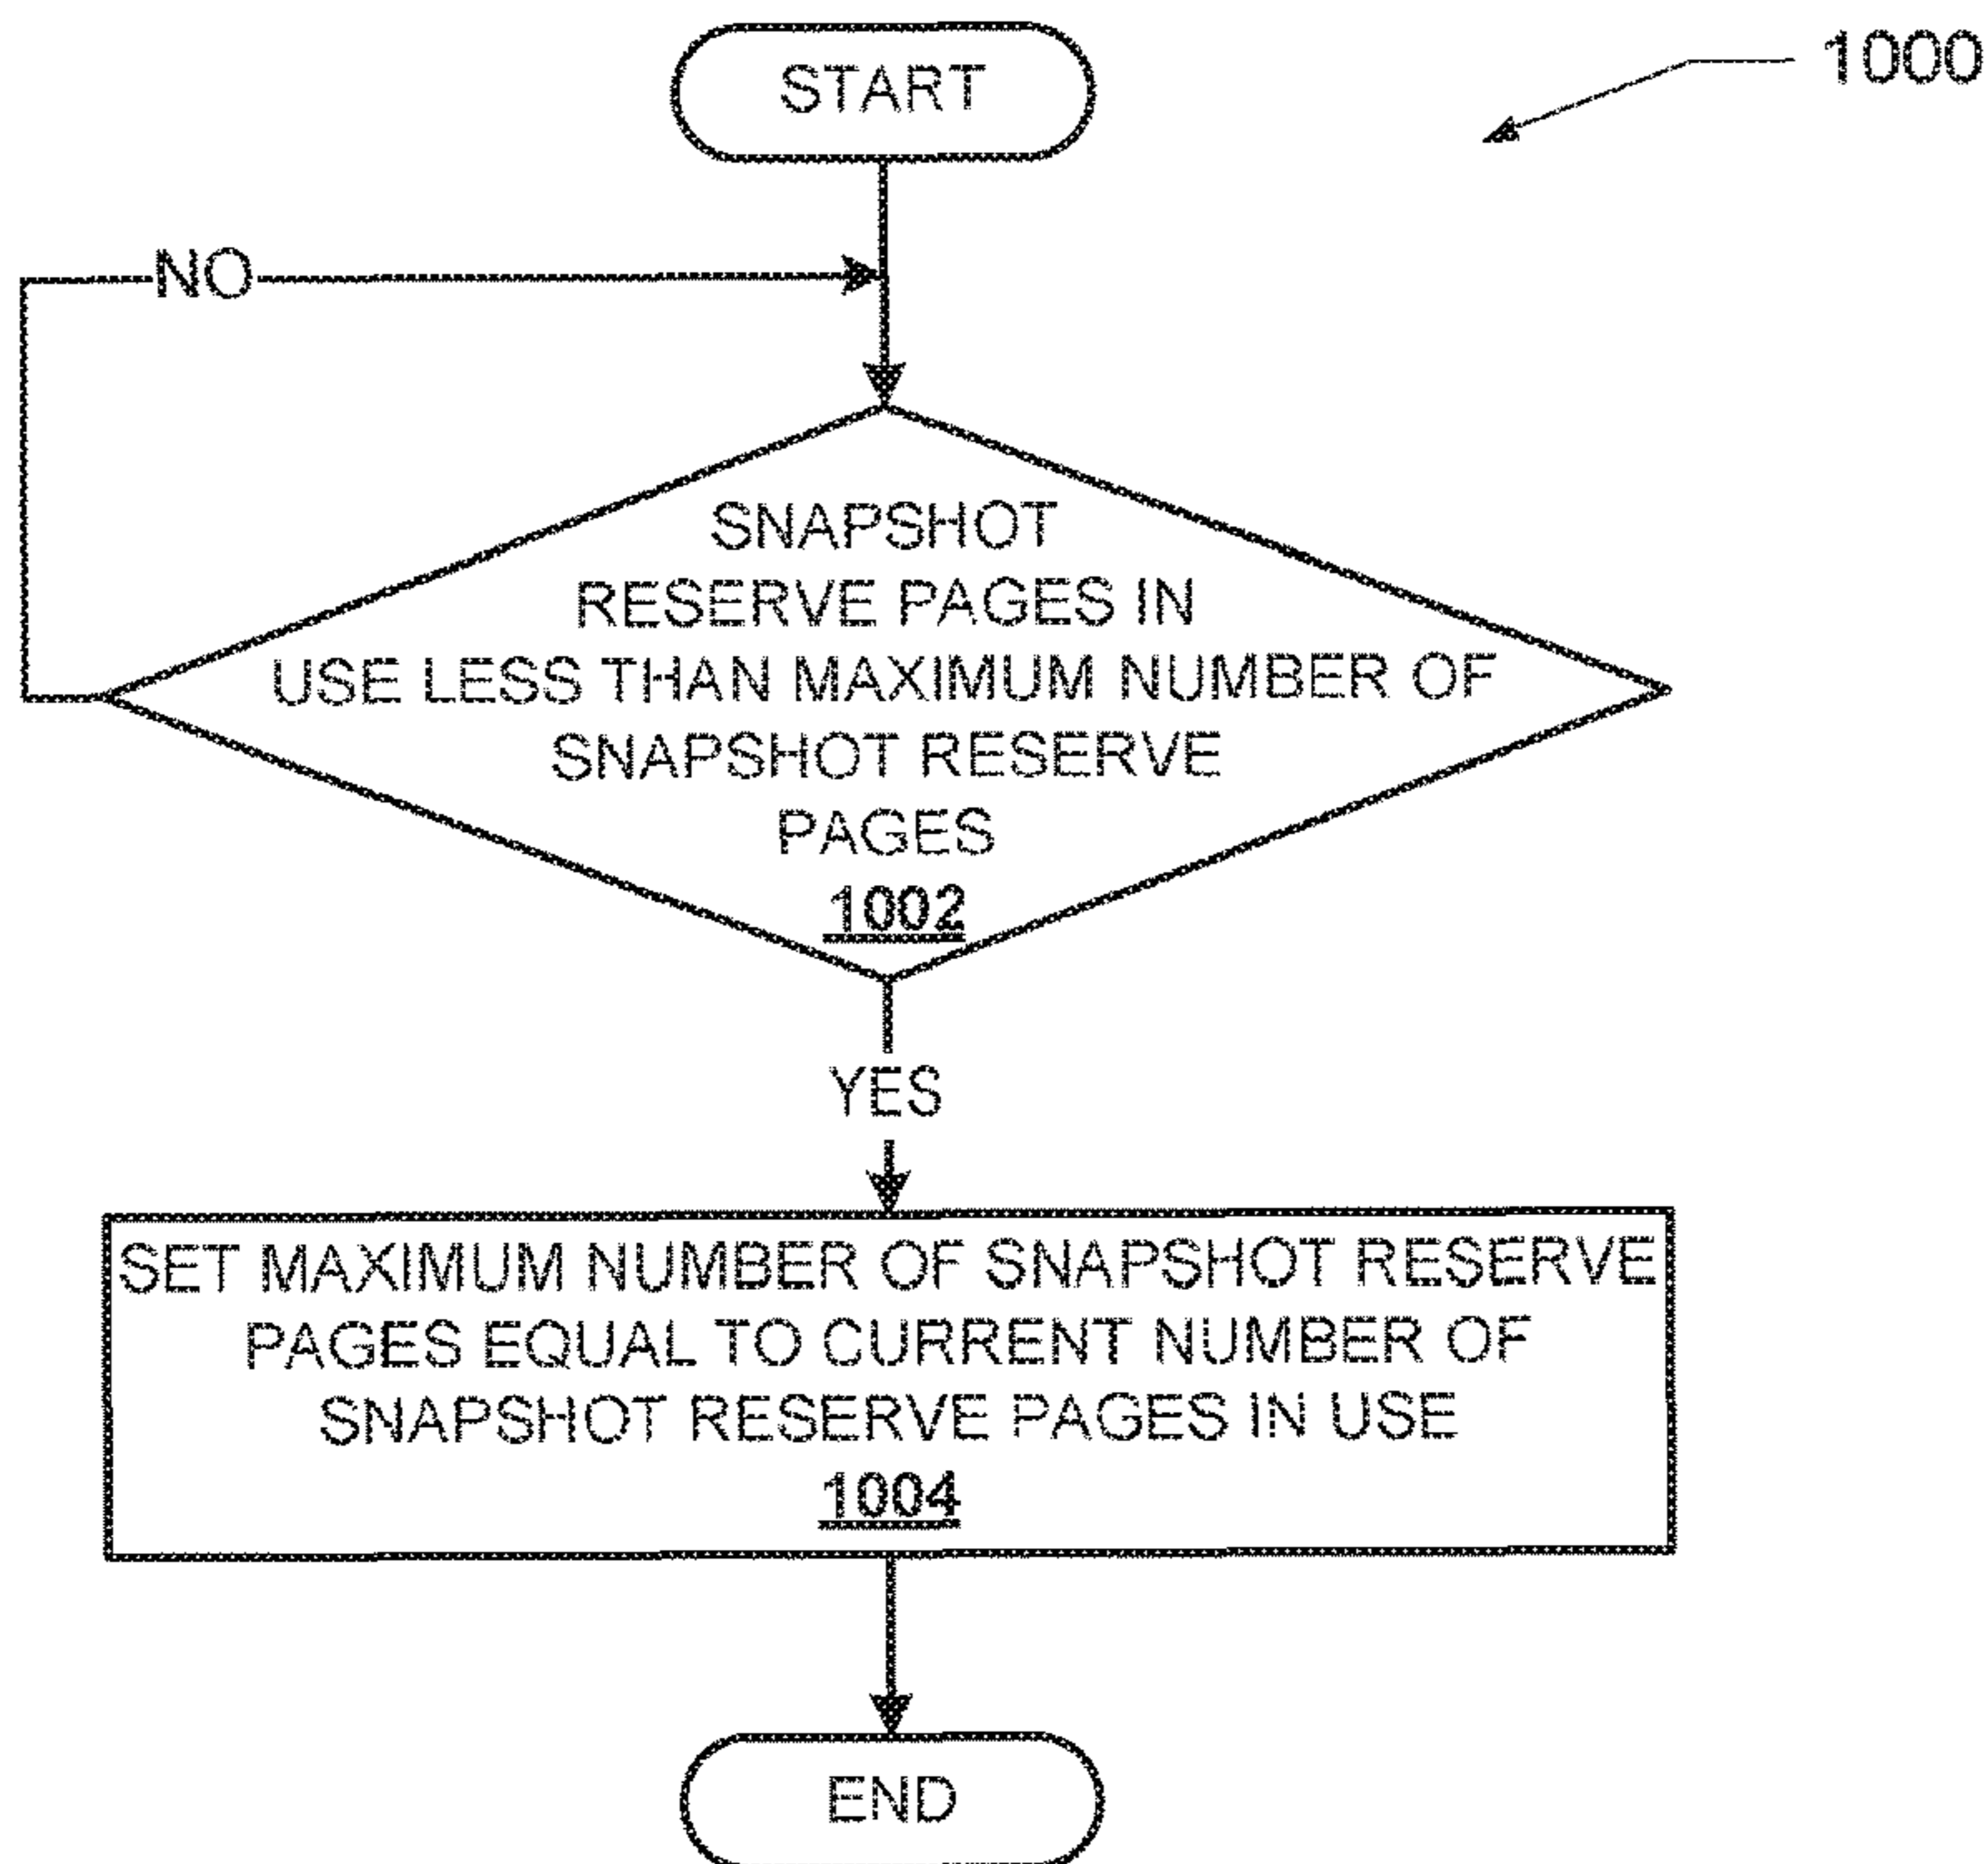 START
1000
NO
SNAPSHOT
RESERVE PAGES IN
USE LESS THAN MAXIMUM NUMBER OF
SNAPSHOT RESERVE
PAGES
1002
YES
SET MAXIMUM NUMBER OF SNAPSHOT RESERVE
PAGES EQUAL TO CURRENT NUMBER OF
SNAPSHOT RESERVE PAGES IN USE
1004
END